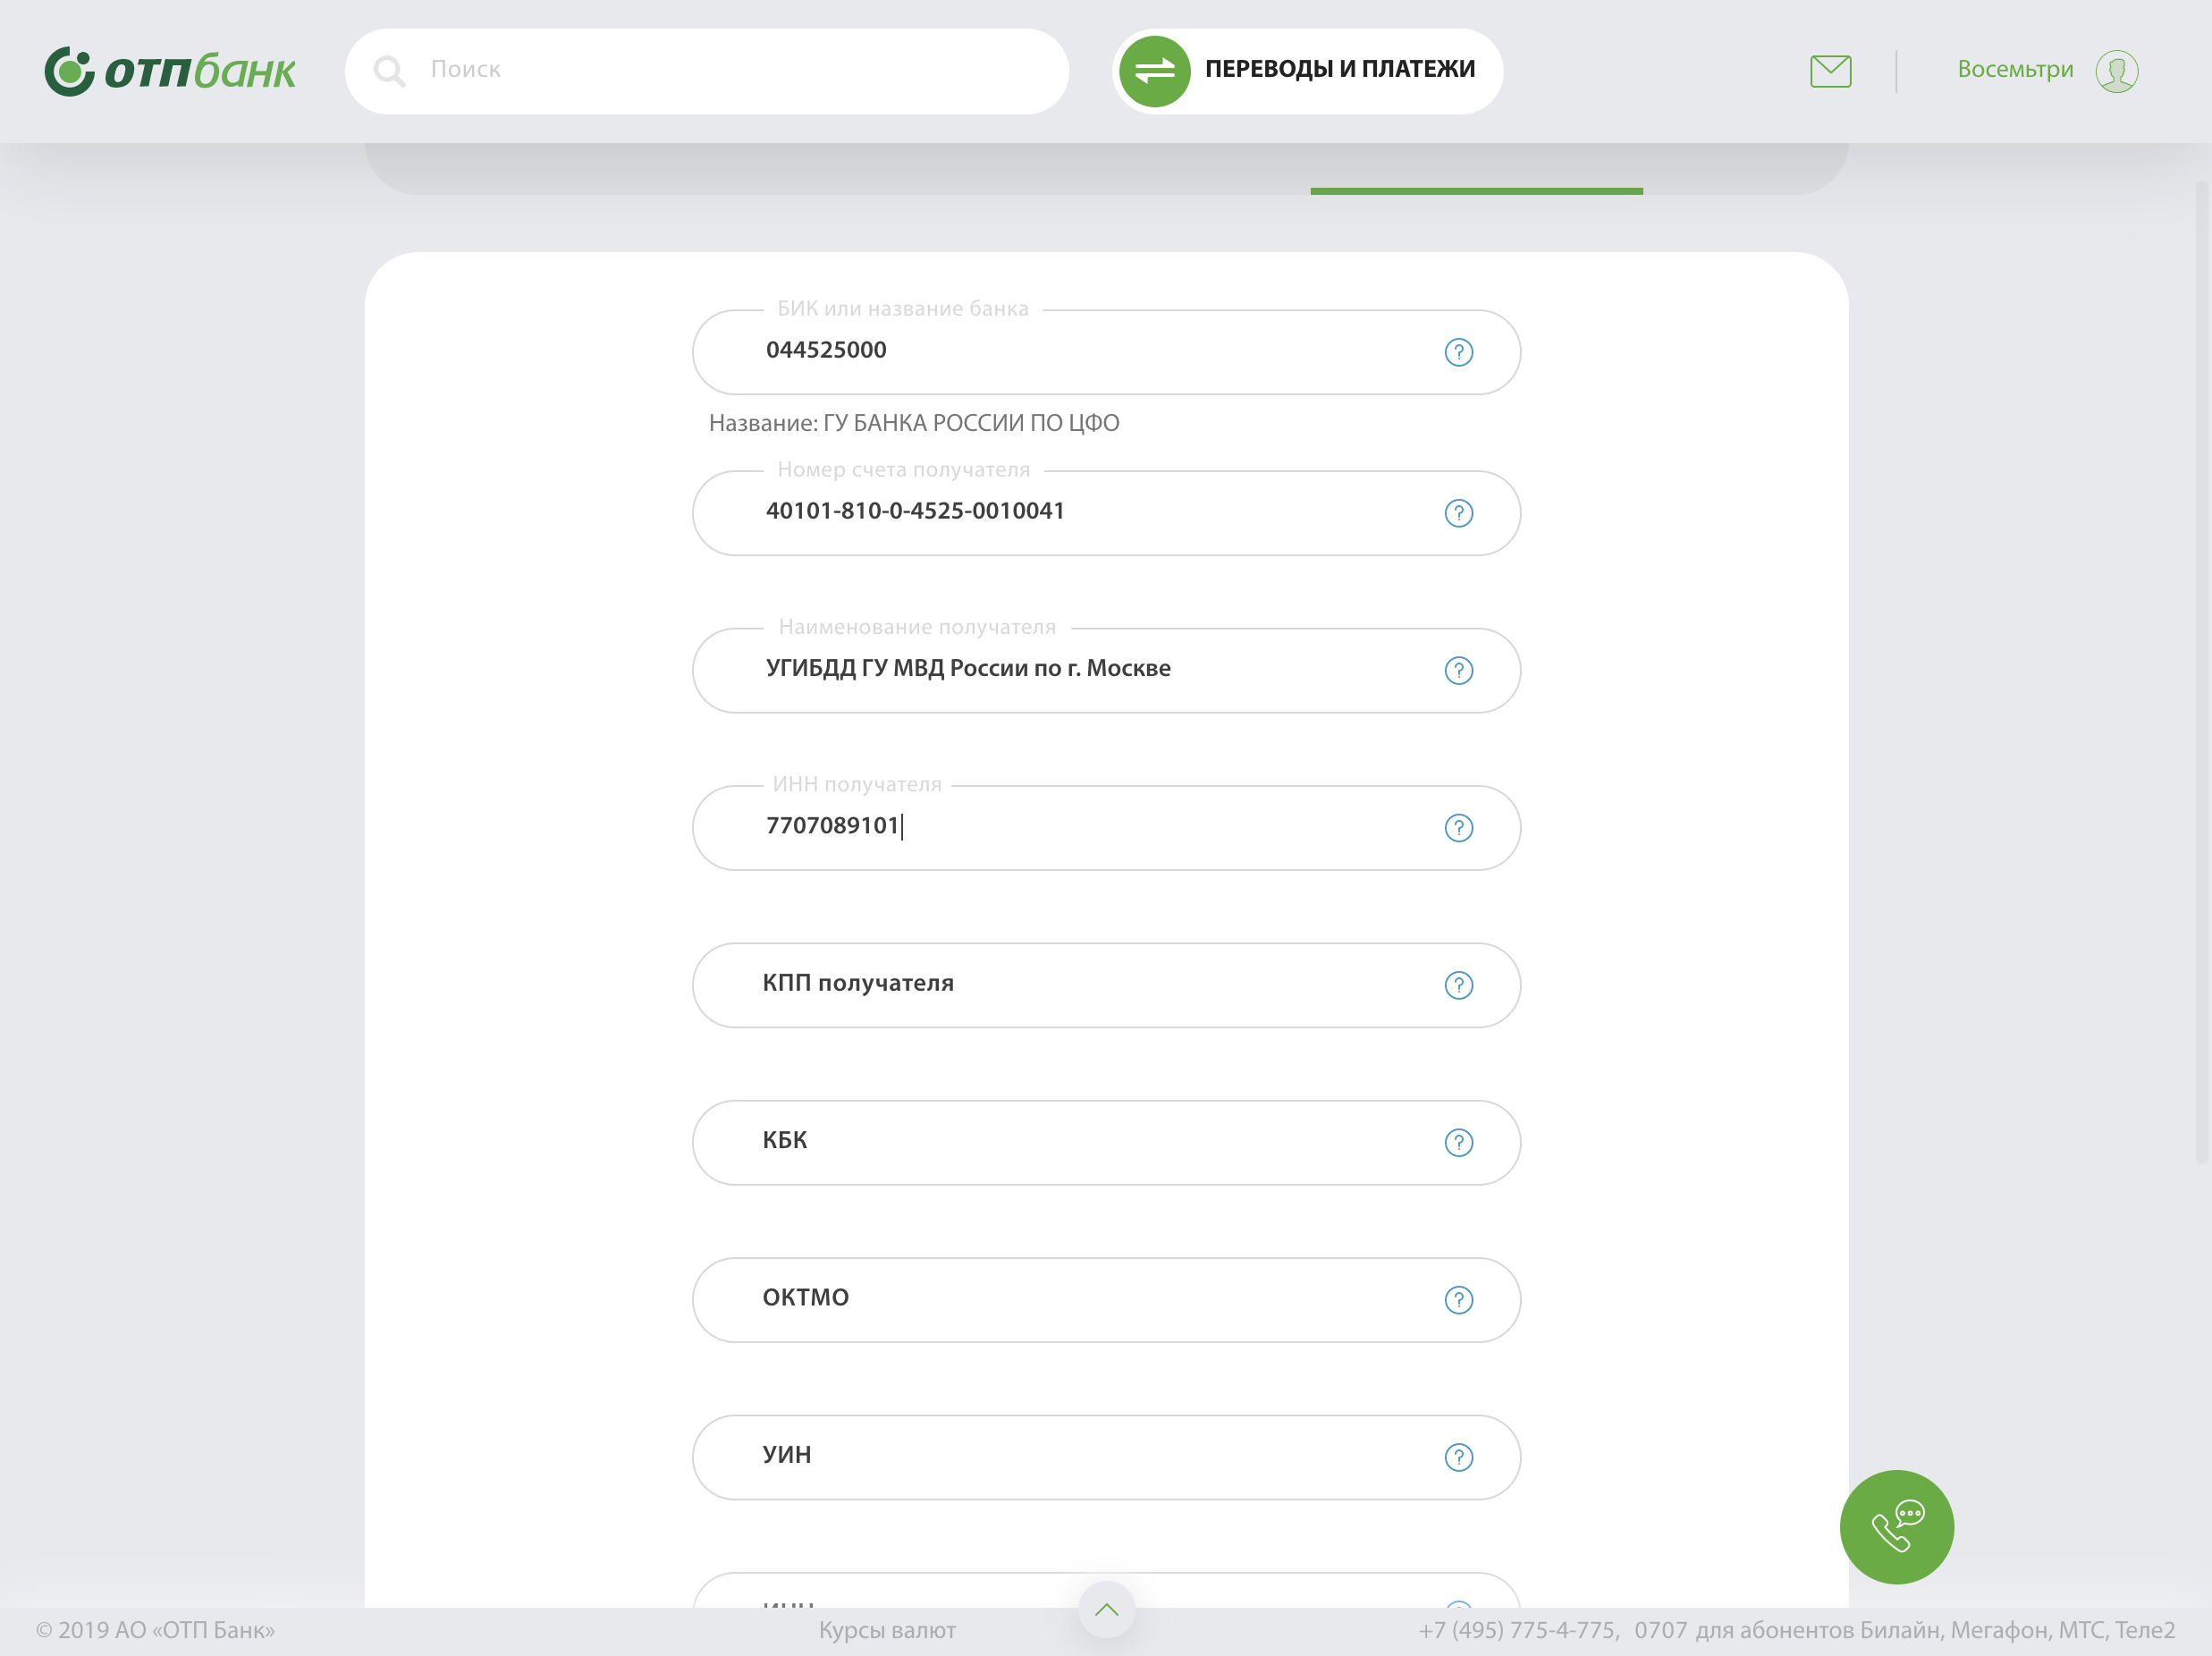 отпбанк
Поиск
ПЕРЕВОДЫ И ПЛАТЕЖИ
Восемьтри
БИК или название банка
044525000
Название: ГУ БАНКА РОССИИ ПО ЦФО
Номер счета получателя
40101-810-0-4525-0010041
Наименование получателя
УГИБДД ГУ МВД России по г. Москве
ИНН получателя
7707089101
КПП получателя
КБК
ОКТМО
УИН
© 2019 АО «ОТП Банк»
Курсы валют
+7 (495) 775-4-775, 0707 для абонентов Билайн, Мегафон, МТС, Теле2